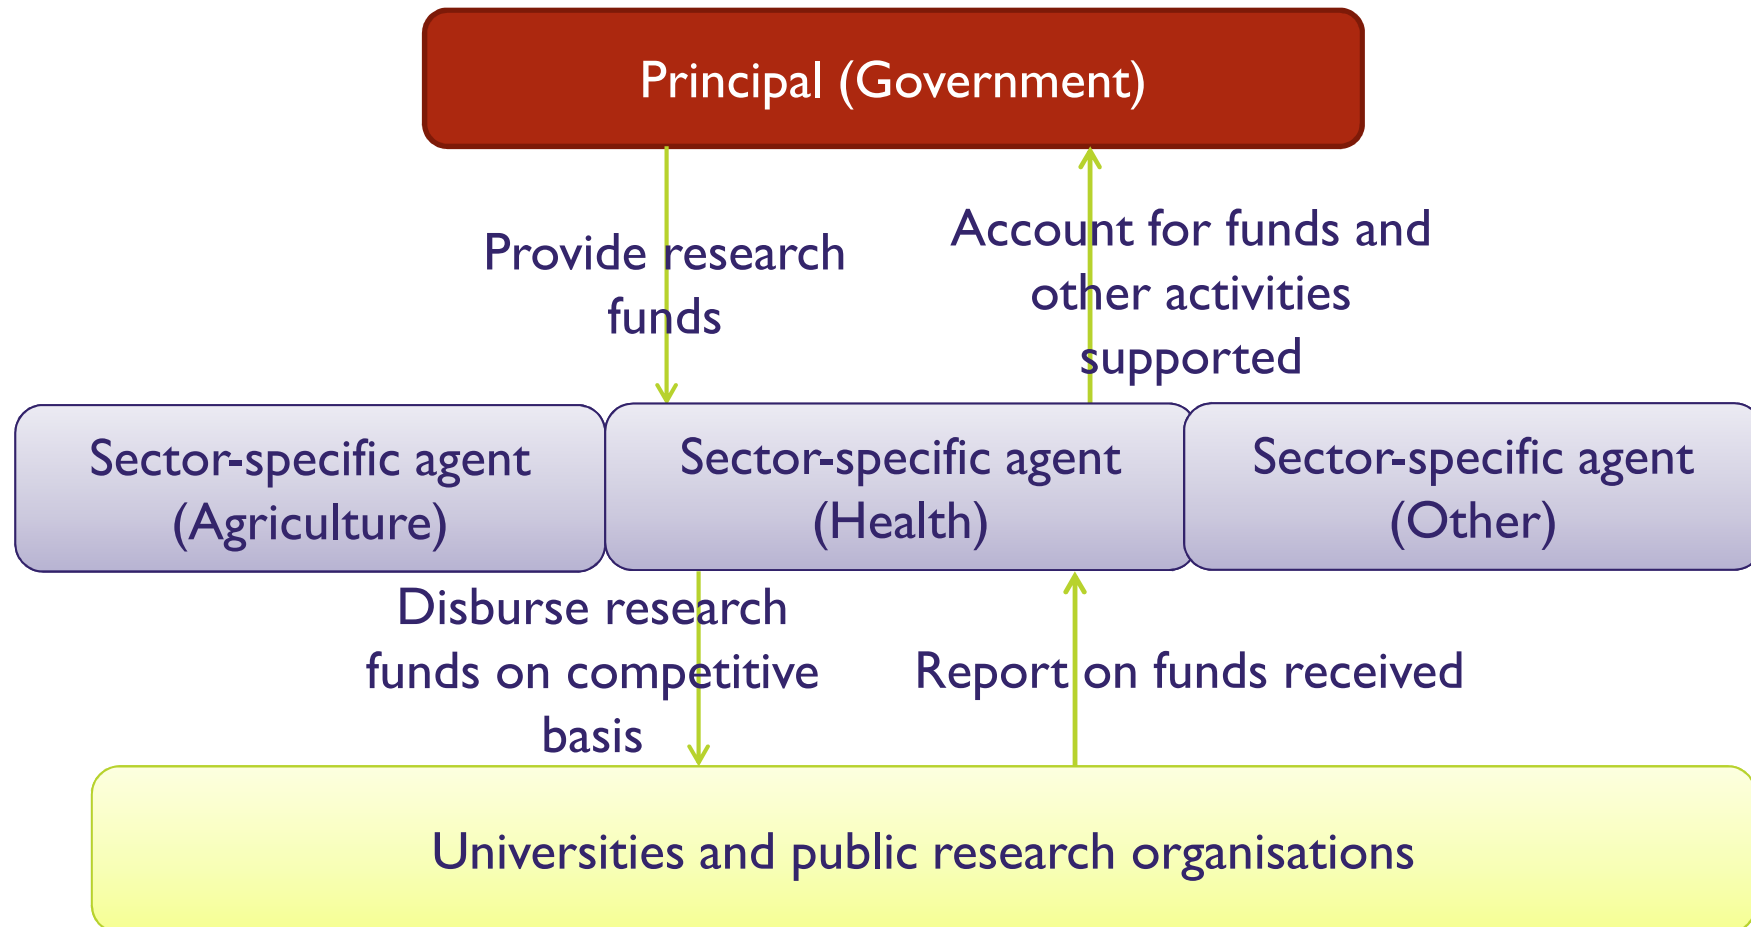 Principal (Government)
Provide research
funds
Account for funds and
other activities
supported
Sector-specific agent
(Agriculture)
Sector-specific agent
(Health)
Sector-specific agent
(Other)
Disburse research
funds on competitive
basis
Report on funds received
Universities and public research organisations